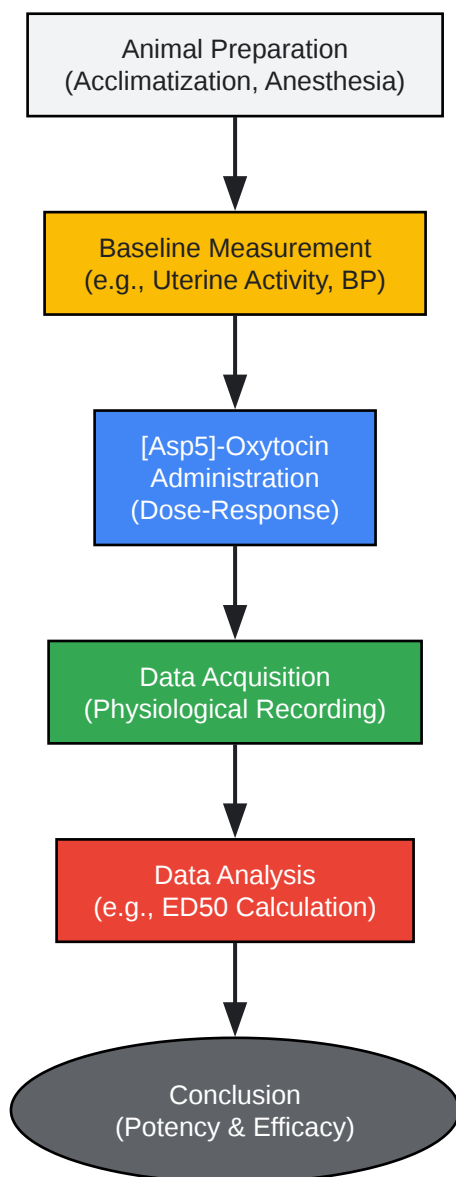 Animal Preparation
(Acclimatization, Anesthesia)
Baseline Measurement
(e.g., Uterine Activity, BP)
[Asp5]-Oxytocin
Administration
(Dose-Response)
Data Acquisition
(Physiological Recording)
Data Analysis
(e.g., ED50 Calculation)
Conclusion
(Potency & Efficacy)